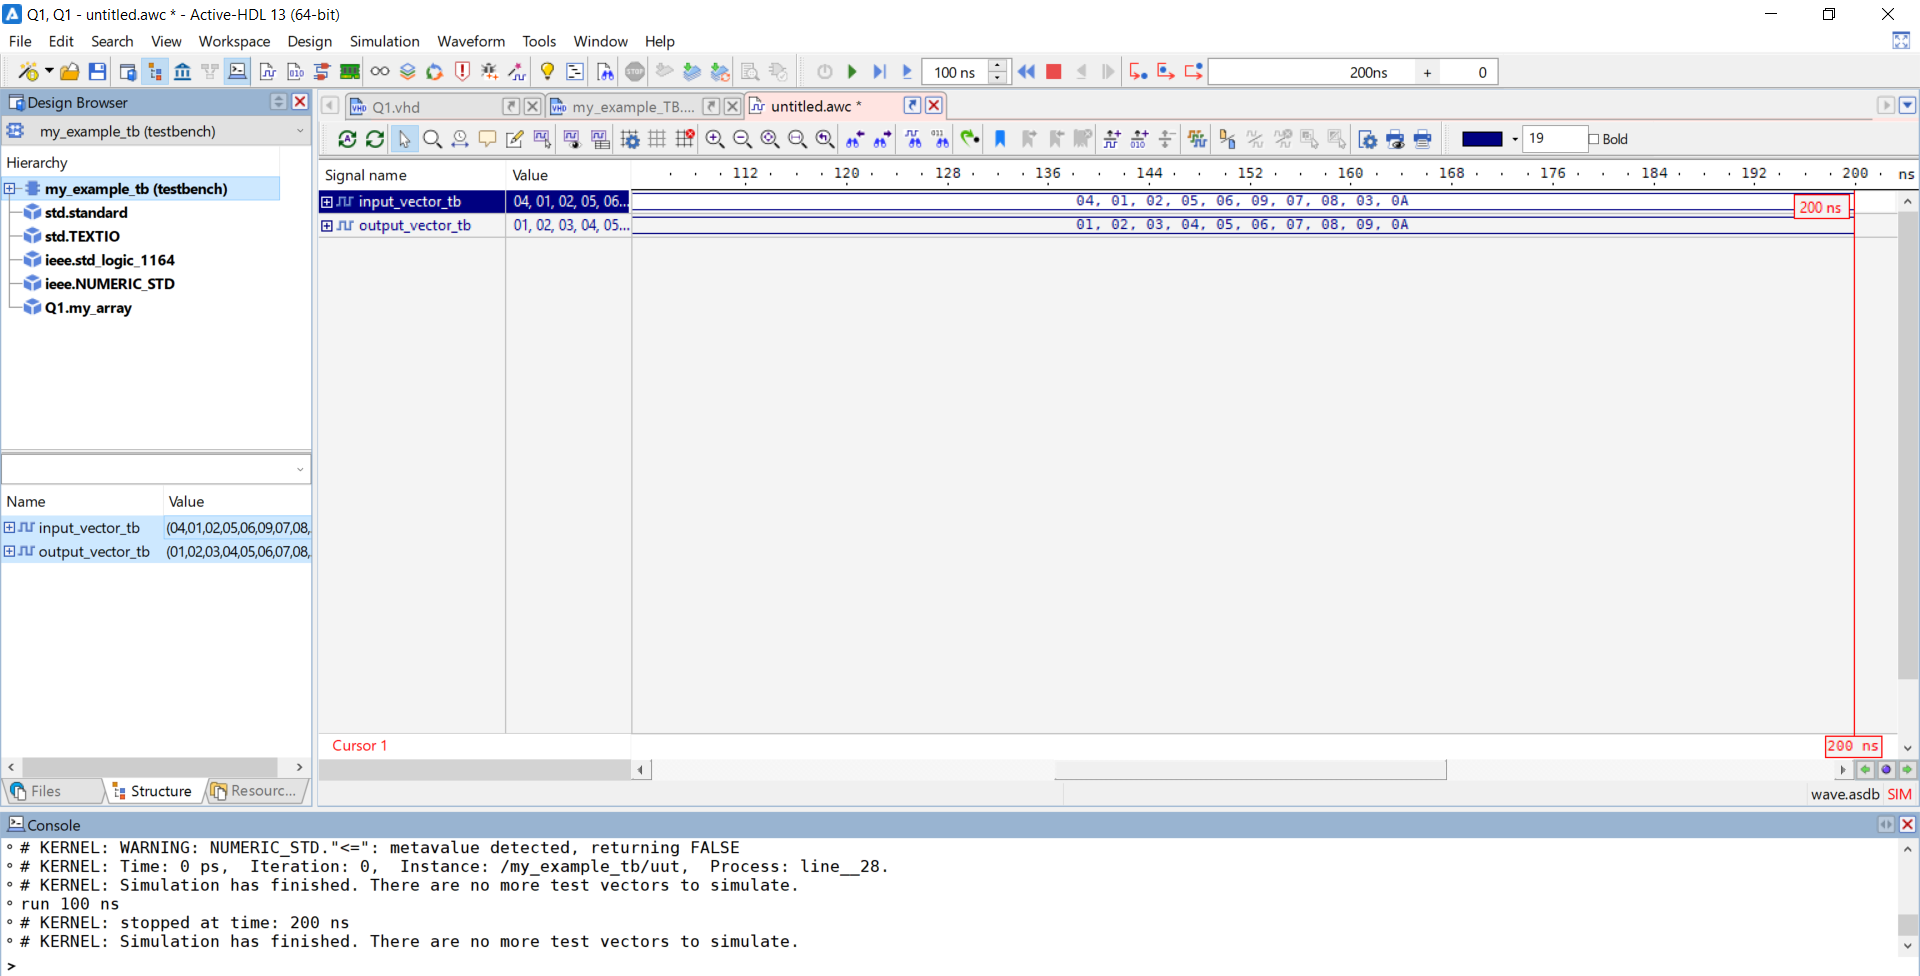 Q1, Q1 - untitled.awc * - Active-HDL 13 (64-bit)
File Edit Search View Workspace Design Simulation Waveform Tools Window Help
100 ns 200ns + 0
Design Browser
my_example_tb (testbench)
Hierarchy
my_example_tb (testbench)
std.standard
std.TEXTIO
ieee.std_logic_1164
ieee.NUMERIC_STD
Q1.my_array
Name Value
input_vector_tb (04,01,02,05,06,09,07,08,
output_vector_tb (01,02,03,04,05,06,07,08,
Files Structure Resourc...
Q1.vhd my_example_TB.... untitled.awc *
19 Bold
Signal name Value 112 120 128 136 144 152 160 168 176 184 192 200 ns
input_vector_tb 04, 01, 02, 05, 06... 04, 01, 02, 05, 06, 09, 07, 08, 03, 0A 200 ns
output_vector_tb 01, 02, 03, 04, 05... 01, 02, 03, 04, 05, 06, 07, 08, 09, 0A
Cursor 1 200 ns
wave.asdb SIM
Console
# KERNEL: WARNING: NUMERIC_STD."<=": metavalue detected, returning FALSE
# KERNEL: Time: 0 ps, Iteration: 0, Instance: /my_example_tb/uut, Process: line__28.
# KERNEL: Simulation has finished. There are no more test vectors to simulate.
run 100 ns
# KERNEL: stopped at time: 200 ns
# KERNEL: Simulation has finished. There are no more test vectors to simulate.
>